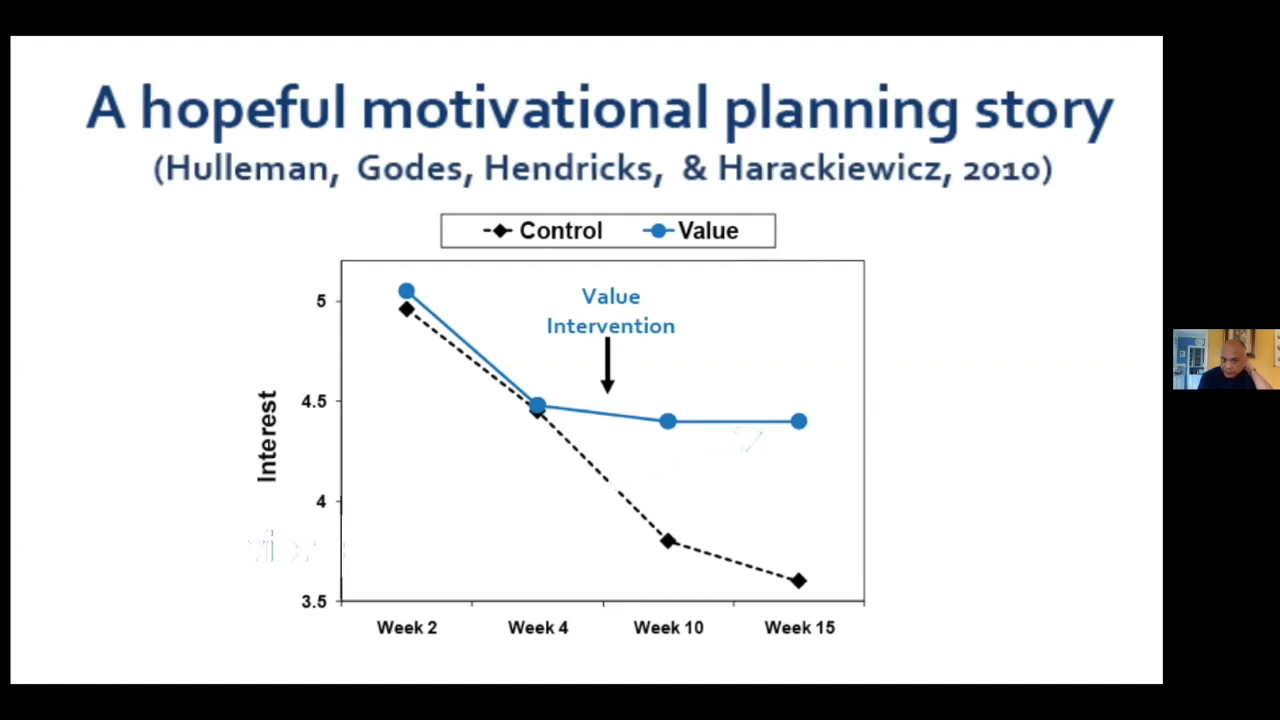 A hopeful motivational planning story
(Hulleman, Godes, Hendricks, & Harackiewicz, 2010)
Control Value
5
Value
Intervention
4.5
Interest
4
3.5
Week 2 Week 4 Week 10 Week 15